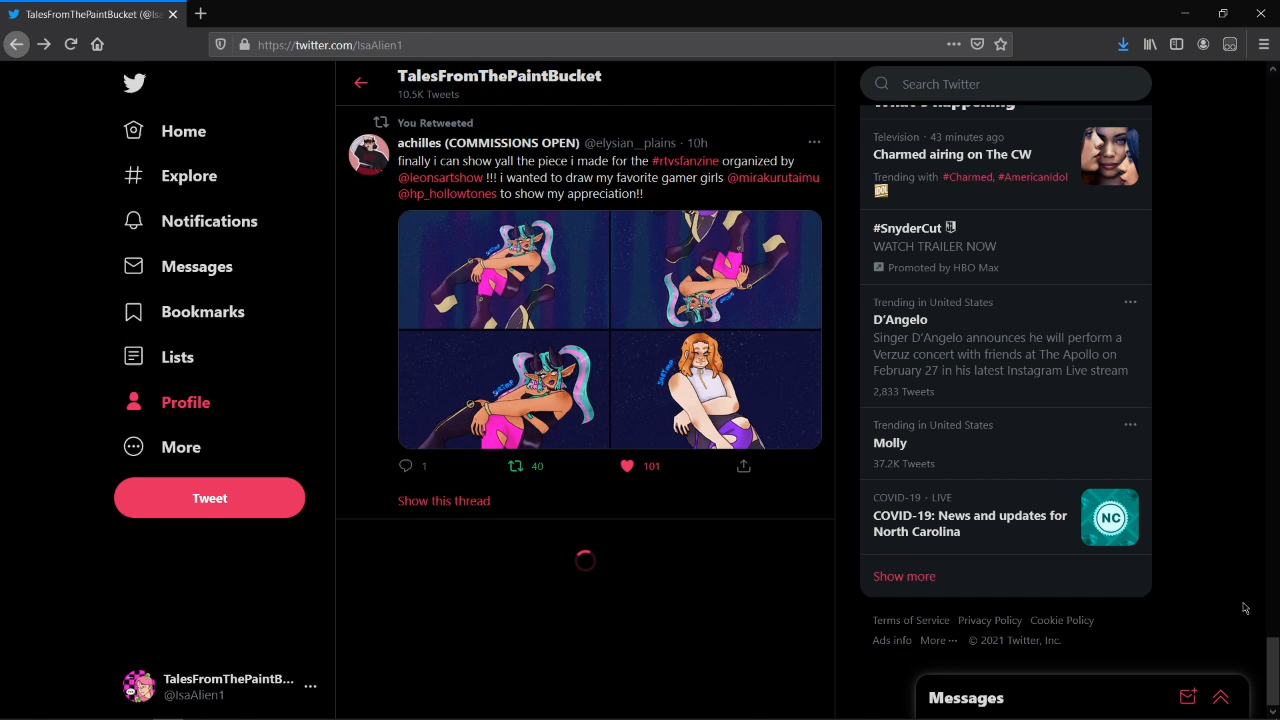 TalesFromThePaintBucket (@Isa
https://twitter.com/IsaAlien1
Home
Explore
Notifications
Messages
Bookmarks
Lists
Profile
More
Tweet
TalesFromThePaintB...
@IsaAlien1
TalesFromThePaintBucket
10.5K Tweets
You Retweeted
achilles (COMMISSIONS OPEN) @elysian__plains · 10h
finally i can show yall the piece i made for the #rtvsfanzine organized by
@leonsartshow !!! i wanted to draw my favorite gamer girls @mirakurutaimu
@hp_hollowtones to show my appreciation!!
1 40 101
Show this thread
Search Twitter
What's happening
Television · 43 minutes ago
Charmed airing on The CW
Trending with #Charmed, #AmericanIdol
#SnyderCut
WATCH TRAILER NOW
Promoted by HBO Max
Trending in United States
D'Angelo
Singer D'Angelo announces he will perform a
Verzuz concert with friends at The Apollo on
February 27 in his latest Instagram Live stream
2,833 Tweets
Trending in United States
Molly
37.2K Tweets
COVID-19 · LIVE
COVID-19: News and updates for
North Carolina
NC
Show more
Terms of Service Privacy Policy Cookie Policy
Ads info More ··· © 2021 Twitter, Inc.
Messages